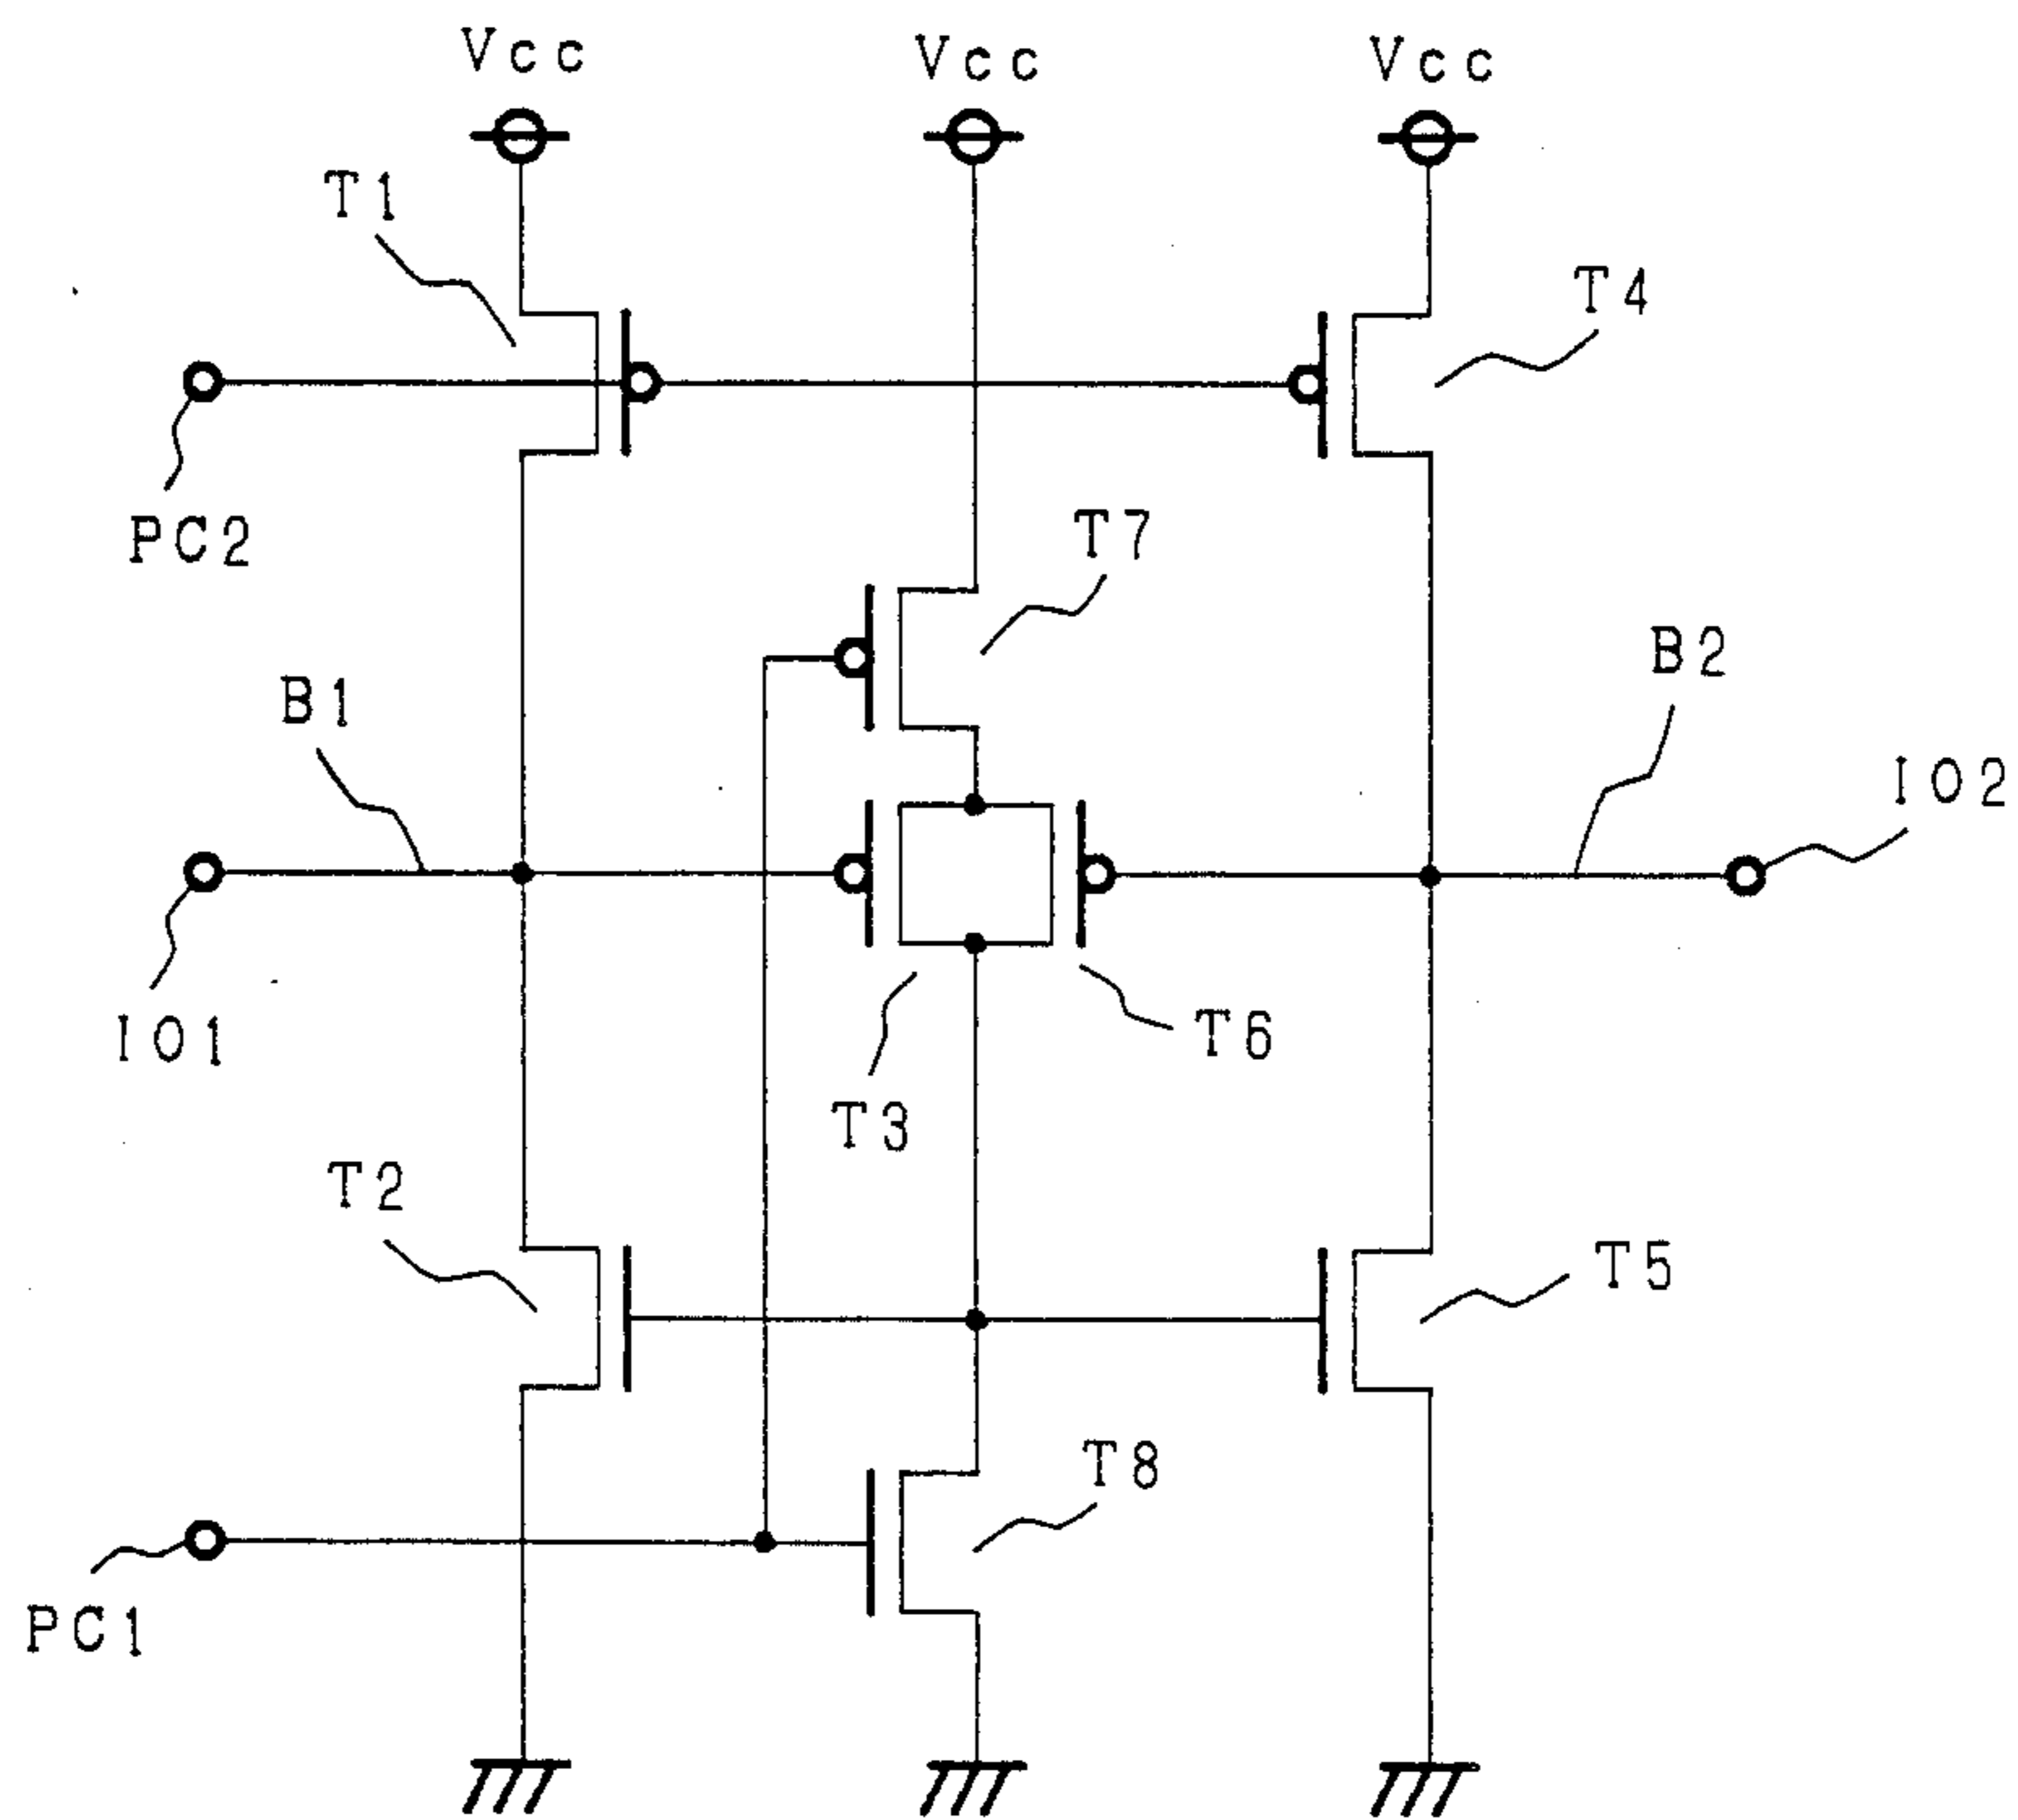 Vcc Vcc Vcc
T1
T4
PC2
T7
B2
B1
IO2
IO1
T6
T3
T2
T5
T8
PC1